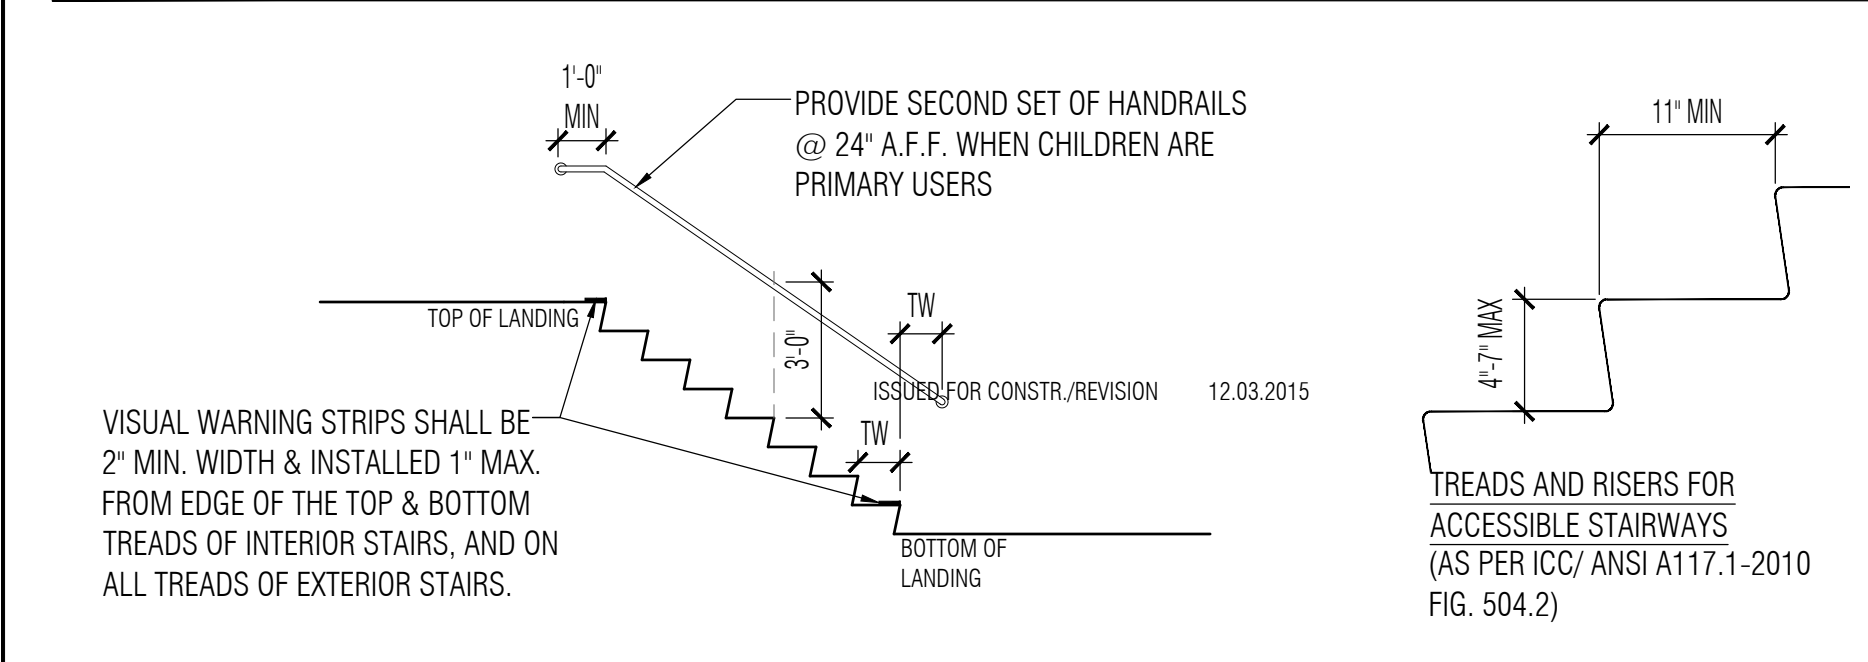 1'-0"
MIN
PROVIDE SECOND SET OF HANDRAILS
@ 24" A.F.F. WHEN CHILDREN ARE
PRIMARY USERS
11" MIN
TOP OF LANDING
TW
3'-0"
4"-7" MAX
ISSUED FOR CONSTR./REVISION 12.03.2015
VISUAL WARNING STRIPS SHALL BE
2" MIN. WIDTH & INSTALLED 1" MAX.
FROM EDGE OF THE TOP & BOTTOM
TREADS OF INTERIOR STAIRS, AND ON
ALL TREADS OF EXTERIOR STAIRS.
TW
BOTTOM OF
LANDING
TREADS AND RISERS FOR
ACCESSIBLE STAIRWAYS
(AS PER ICC/ ANSI A117.1-2010
FIG. 504.2)